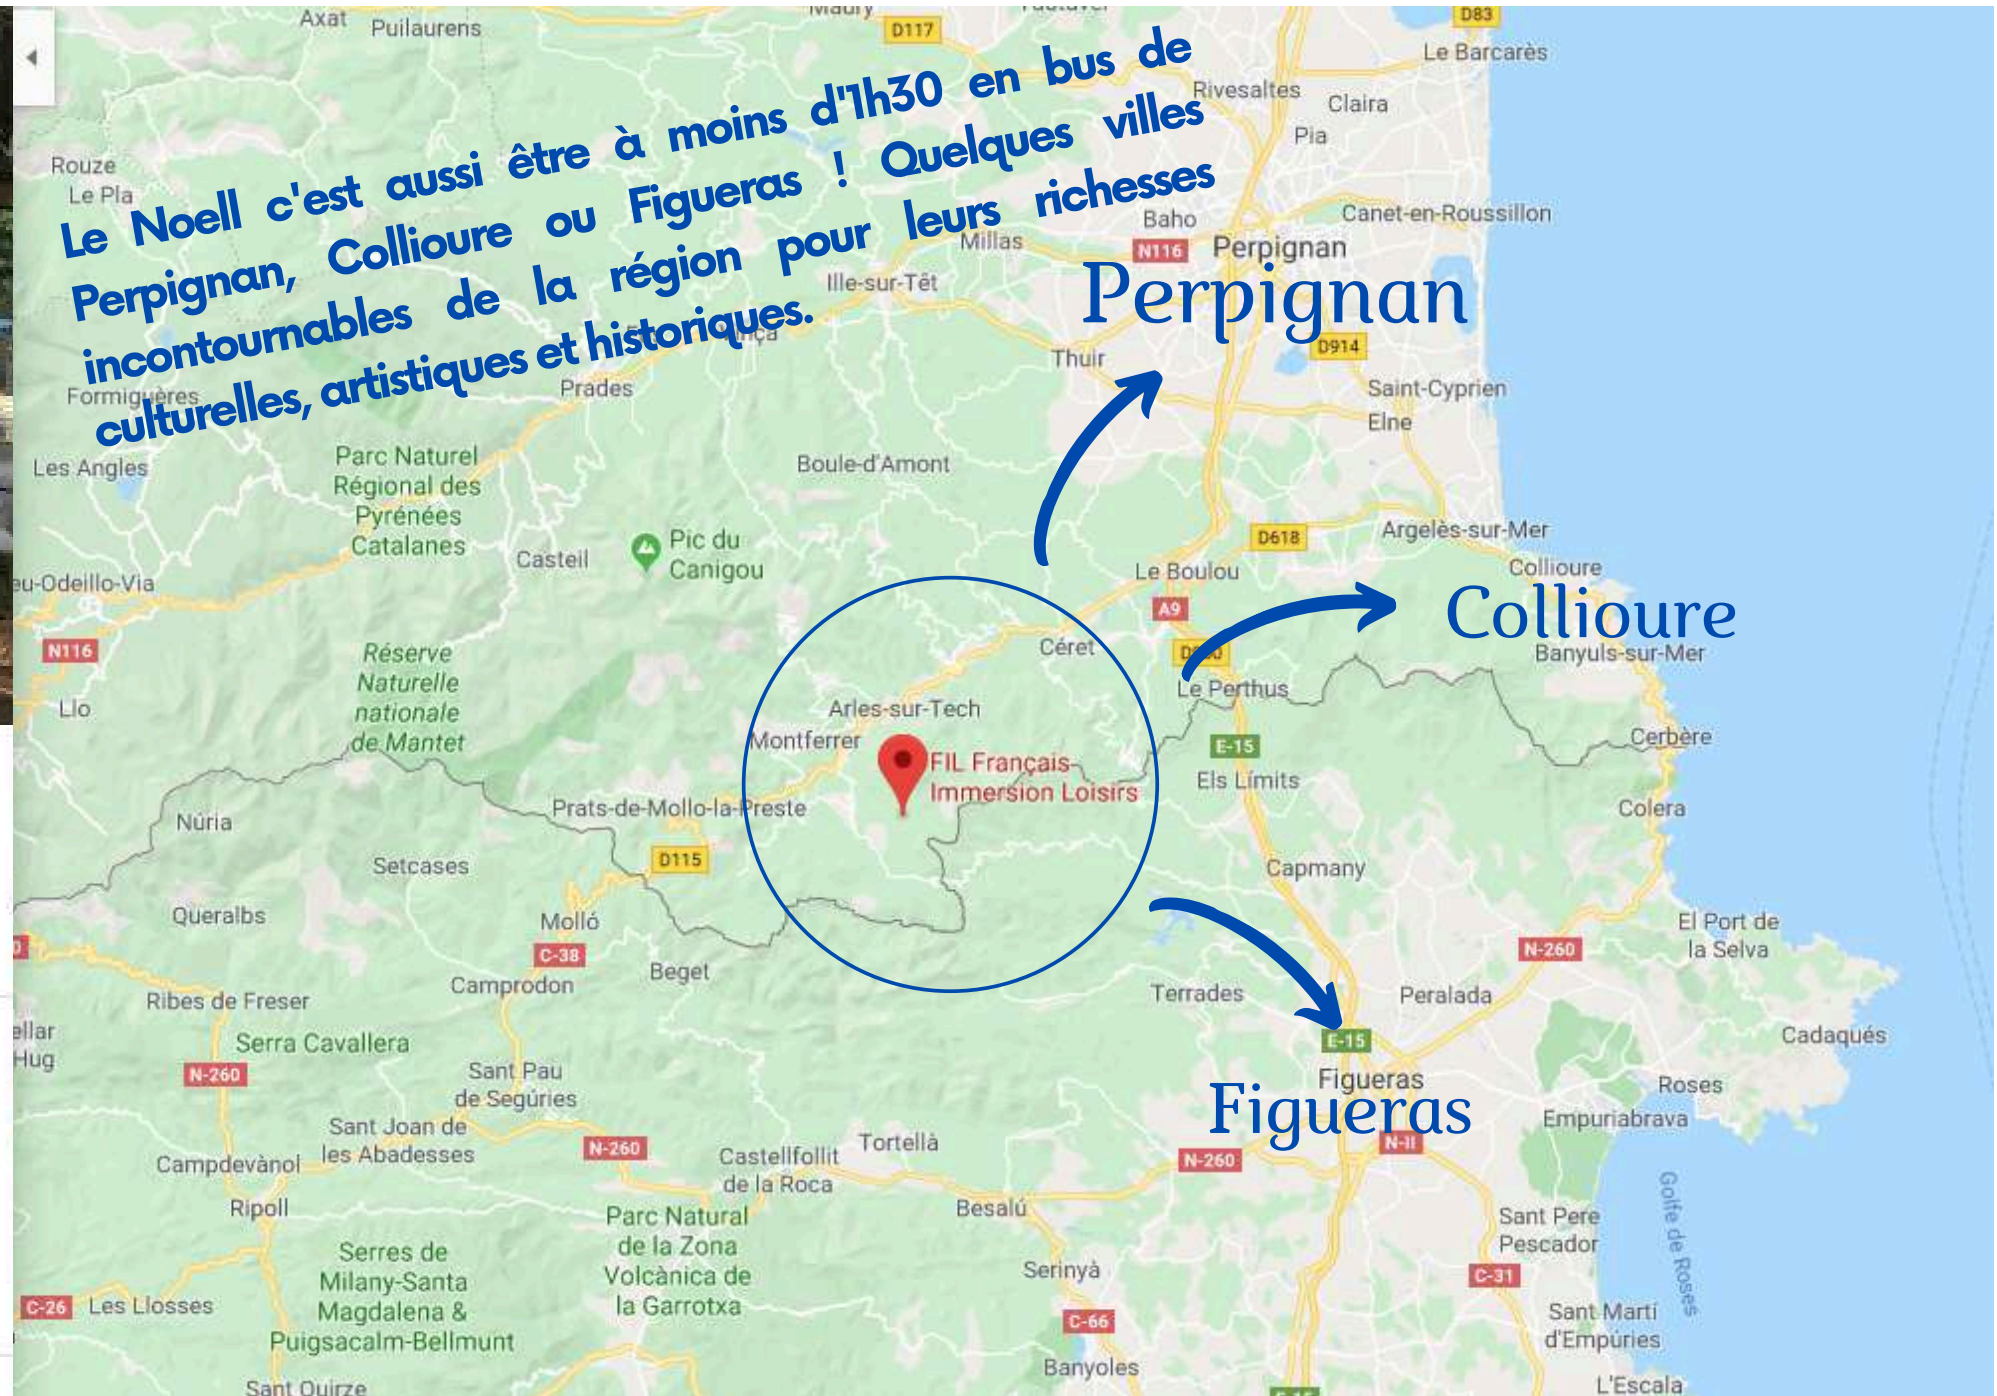 Axat
Puilaurens
D117
D83
Le Barcarès
Le Noell c'est aussi être à moins d'1h30 en bus de
Perpignan, Collioure ou Figueras ! Quelques villes
incontournables de la région pour leurs richesses
culturelles, artistiques et historiques.
Rivesaltes
Claira
Pia
Rouze
Le Pla
Baho
Canet-en-Roussillon
Millas
N116
Perpignan
Perpignan
Ille-sur-Têt
D914
Thuir
Formiguères
Prades
Saint-Cyprien
Elne
Les Angles
Parc Naturel
Régional des
Pyrénées
Catalanes
Boule-d'Amont
Pic du
Canigou
Casteil
D618
Argelès-sur-Mer
eu-Odeillo-Via
Le Boulou
Collioure
A9
Collioure
N116
Réserve
Naturelle
nationale
de Mantet
Céret
Banyuls-sur-Mer
Llo
Le Perthus
Arles-sur-Tech
Montferrer
E-15
Cerbère
FIL Français-
Immersion Loisirs
Els Límits
Prats-de-Mollo-la-Preste
Colera
Núria
D115
Setcases
Capmany
Queralbs
Molló
El Port de
la Selva
C-38
N-260
Beget
Camprodon
Ribes de Freser
Terrades
Peralada
ellar
Hug
Serra Cavallera
E-15
Cadaqués
N-260
Sant Pau
de Segúries
Figueras
Figueras
Roses
Empuriabrava
Sant Joan de
les Abadesses
N-260
Castellfollit
de la Roca
Tortellà
N-II
N-260
Campdevànol
Ripoll
Besalú
Golfe de Roses
Parc Natural
de la Zona
Volcànica de
la Garrotxa
Sant Pere
Pescador
Serres de
Milany-Santa
Magdalena &
Puigsacalm-Bellmunt
Serinyà
C-31
C-26
Les Llosses
C-66
Sant Martí
d'Empúries
Banyoles
L'Escala
Sant Quirze
E-15